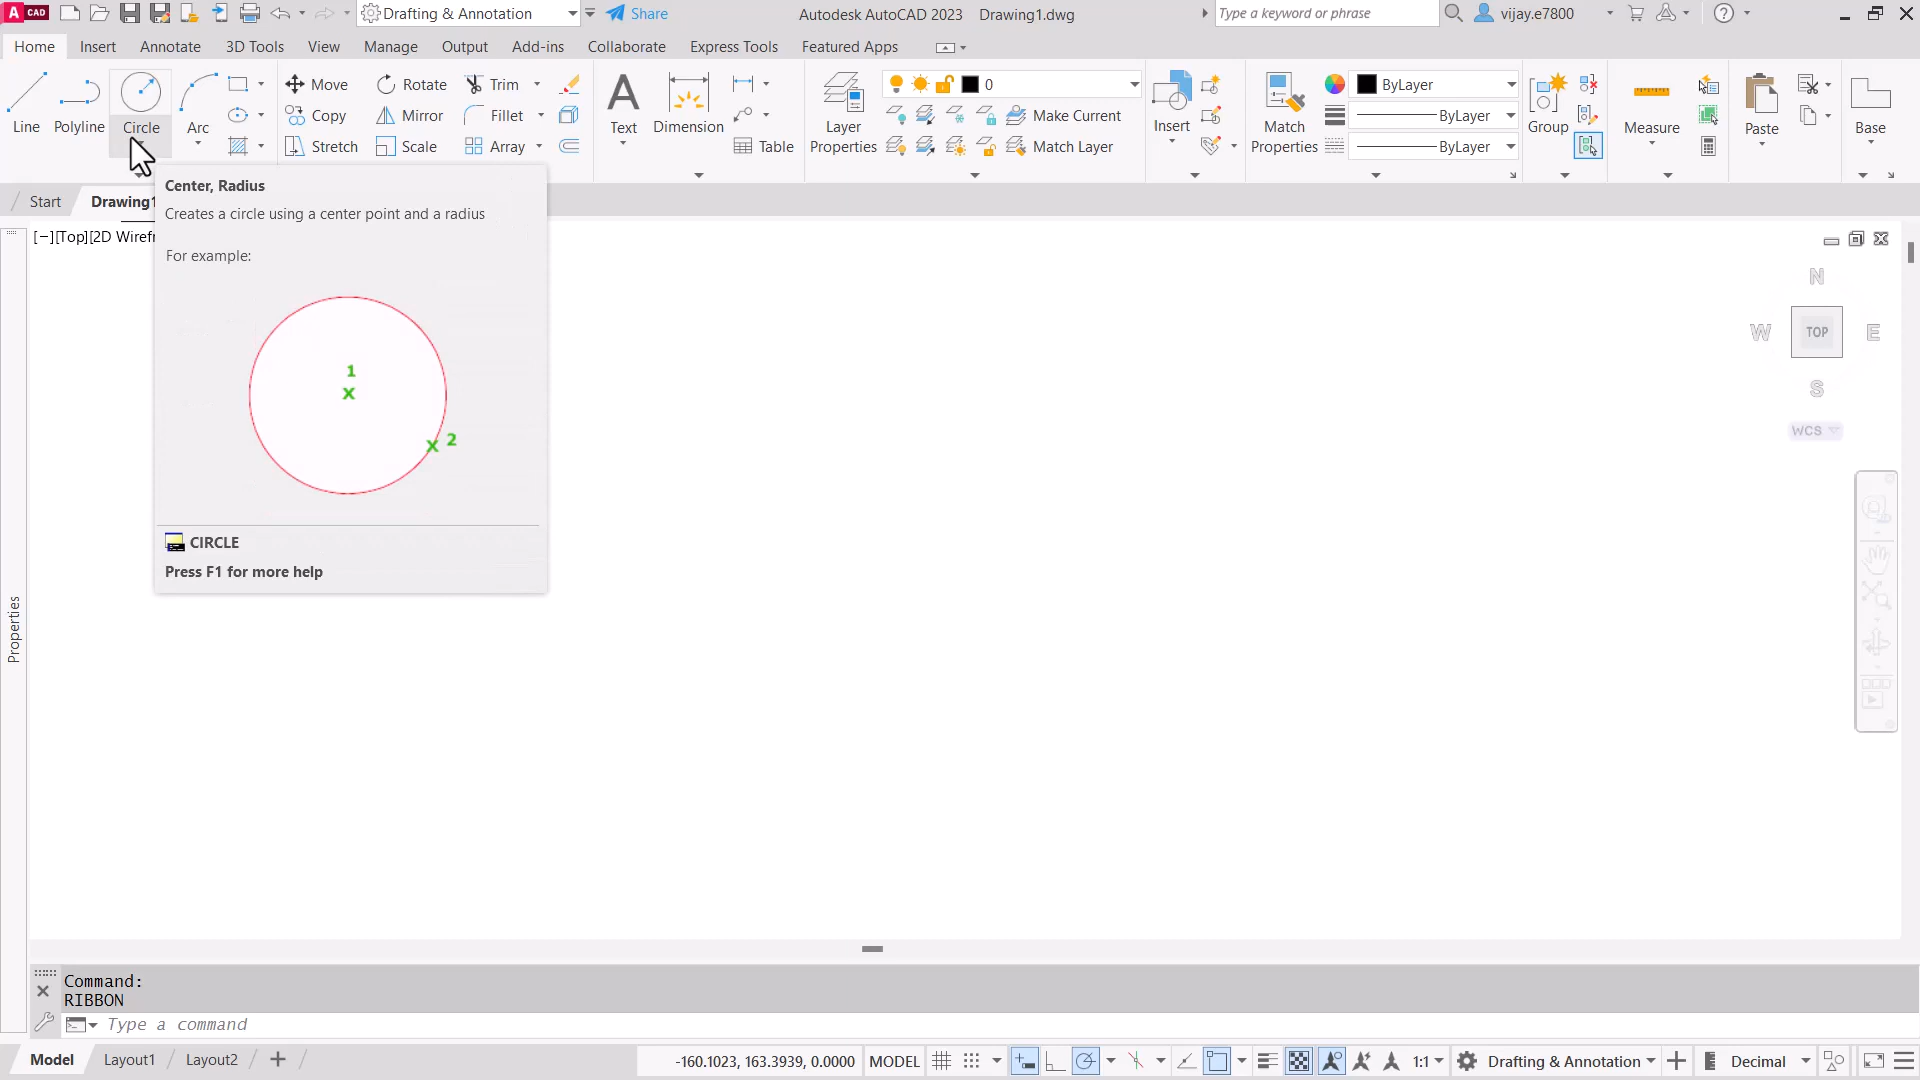 A CAD
Drafting & Annotation
Share
Autodesk AutoCAD 2023 Drawing1.dwg
Type a keyword or phrase
vijay.e7800
Home
Insert
Annotate
3D Tools
View
Manage
Output
Add-ins
Collaborate
Express Tools
Featured Apps
Line
Polyline
Circle
Arc
Move
Rotate
Trim
Copy
Mirror
Fillet
Stretch
Scale
Array
Text
Dimension
Table
Layer
Properties
0
Make Current
Match Layer
Insert
Match
Properties
ByLayer
ByLayer
ByLayer
Group
Measure
Paste
Base
Start
Drawing1
[−][Top][2D Wirefr
Center, Radius
Creates a circle using a center point and a radius
For example:
1
x
x 2
CIRCLE
Press F1 for more help
N
W
TOP
E
S
WCS
Properties
Command:
RIBBON
Type a command
Model
Layout1
Layout2
-160.1023, 163.3939, 0.0000
MODEL
1:1
Drafting & Annotation
Decimal